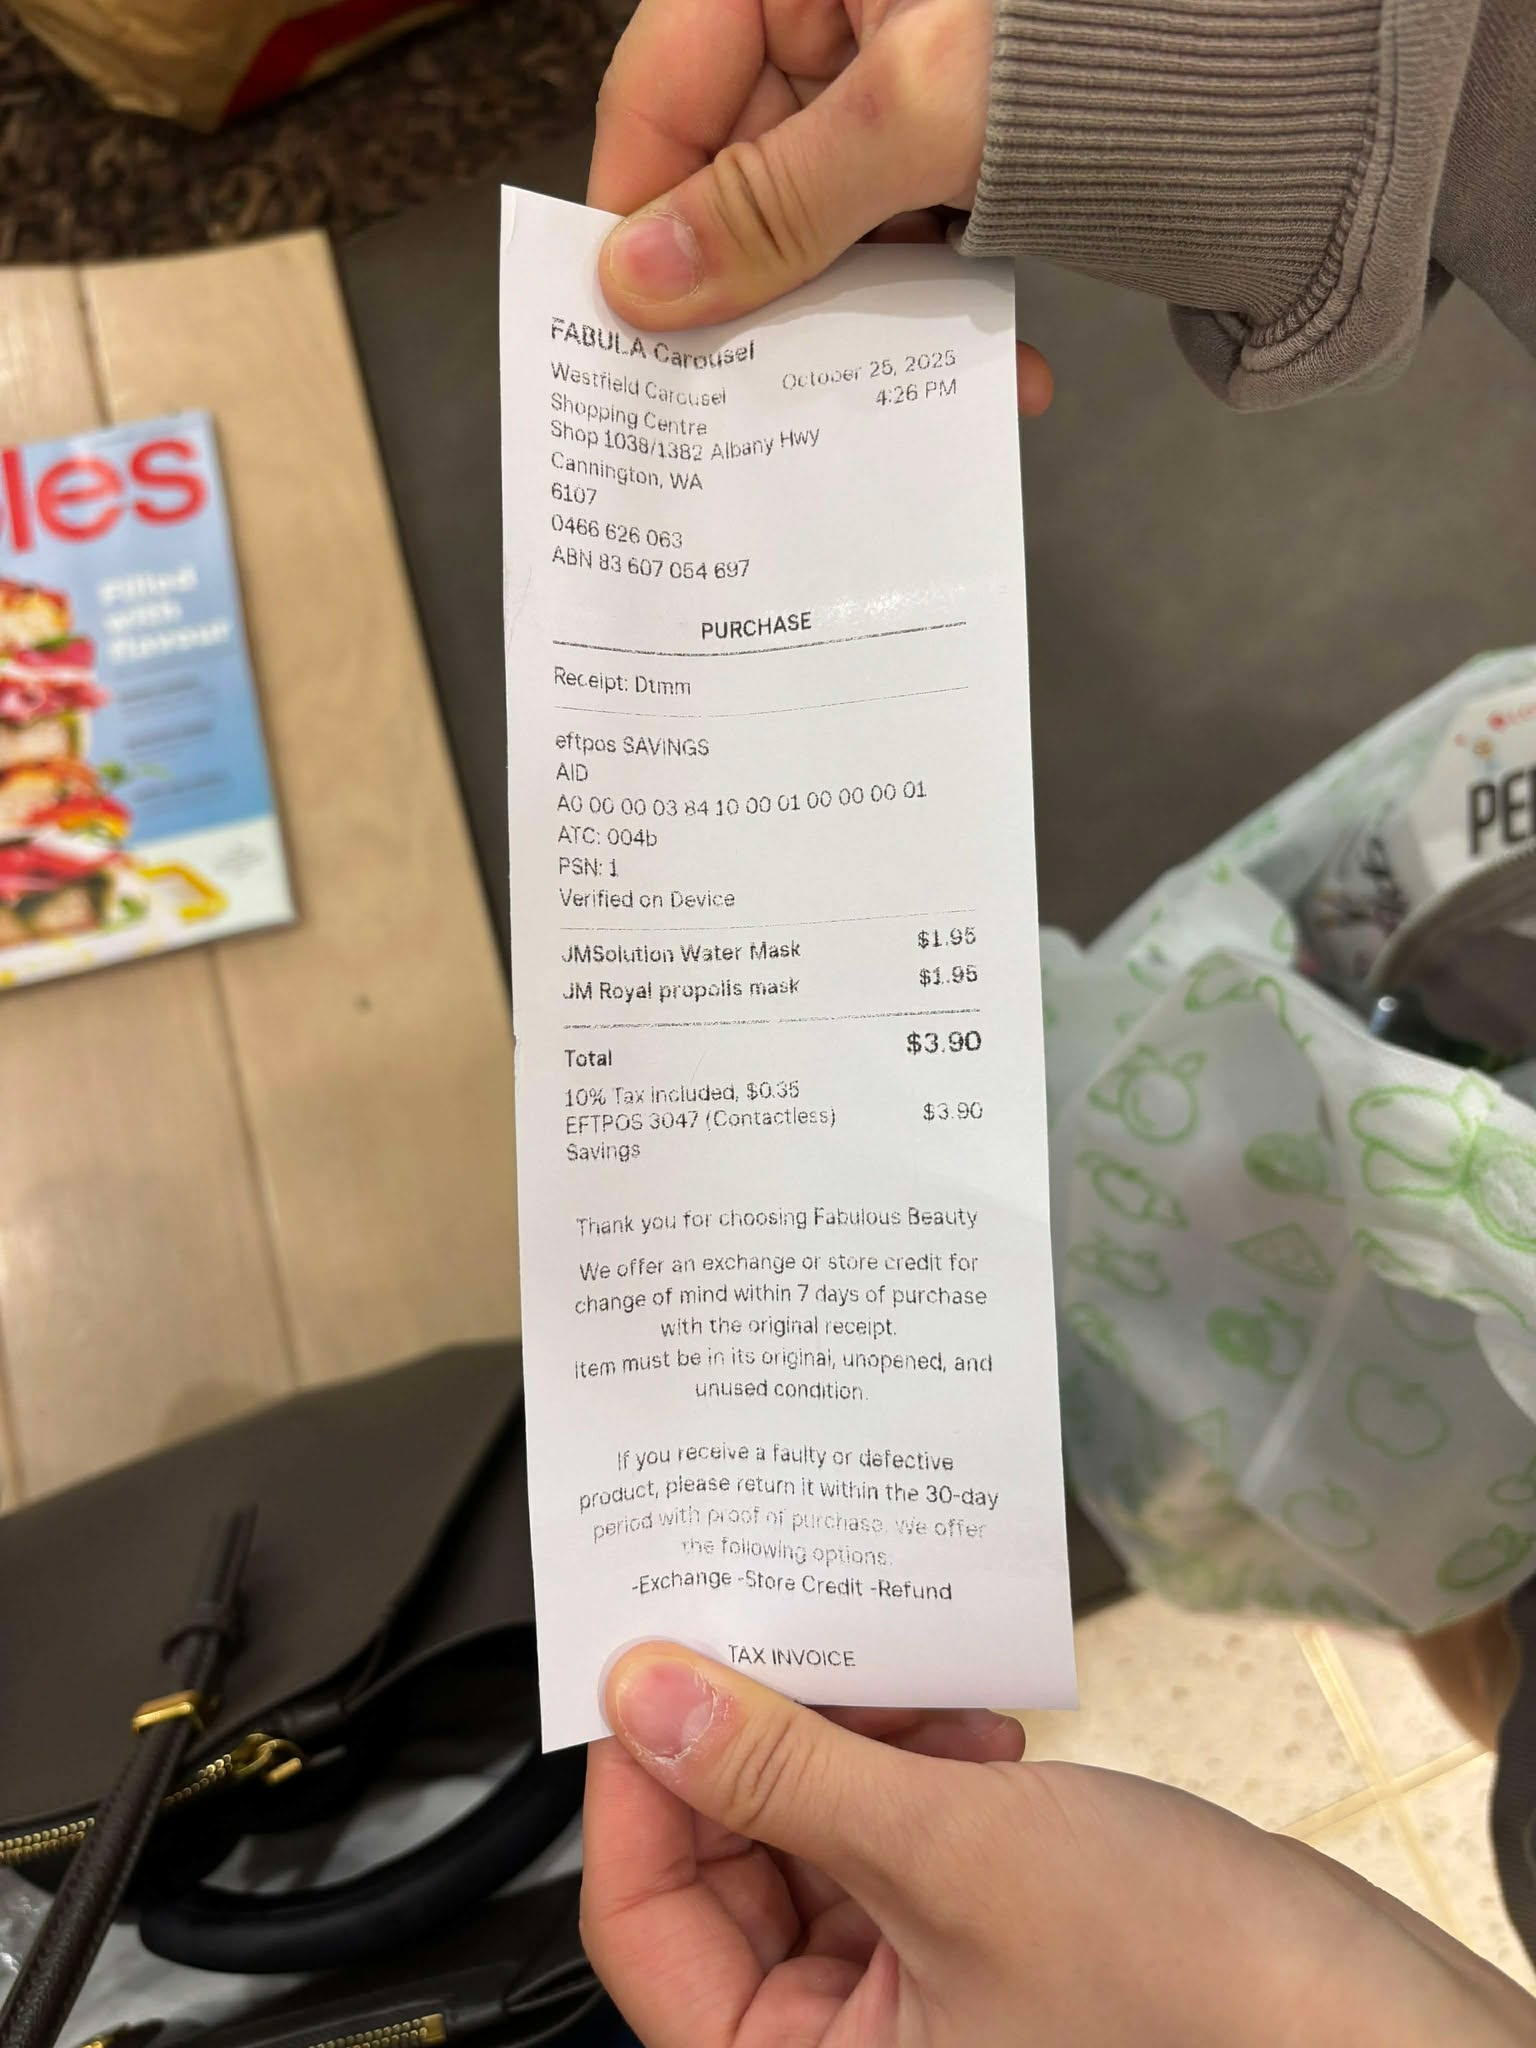 FABULA Carousel
Westfield Carousel
Shopping Centre
Shop 1038/1382 Albany Hwy
Cannington, WA
6107
0466 626 063
ABN 83 607 054 697
October 25, 2025
4:26 PM
PURCHASE
Receipt: Dtmm
eftpos SAVINGS
AID
A0 00 00 03 84 10 00 01 00 00 00 01
ATC: 004b
PSN: 1
Verified on Device
JMSolution Water Mask $1.95
JM Royal propolis mask $1.95
Total $3.90
10% Tax included, $0.35
EFTPOS 3047 (Contactless) $3.90
Savings
Thank you for choosing Fabulous Beauty
We offer an exchange or store credit for
change of mind within 7 days of purchase
with the original receipt.
Item must be in its original, unopened, and
unused condition.
If you receive a faulty or defective
product, please return it within the 30-day
period with proof of purchase. We offer
the following options.
-Exchange -Store Credit -Refund
TAX INVOICE
les
Filled
with
flavour
PE